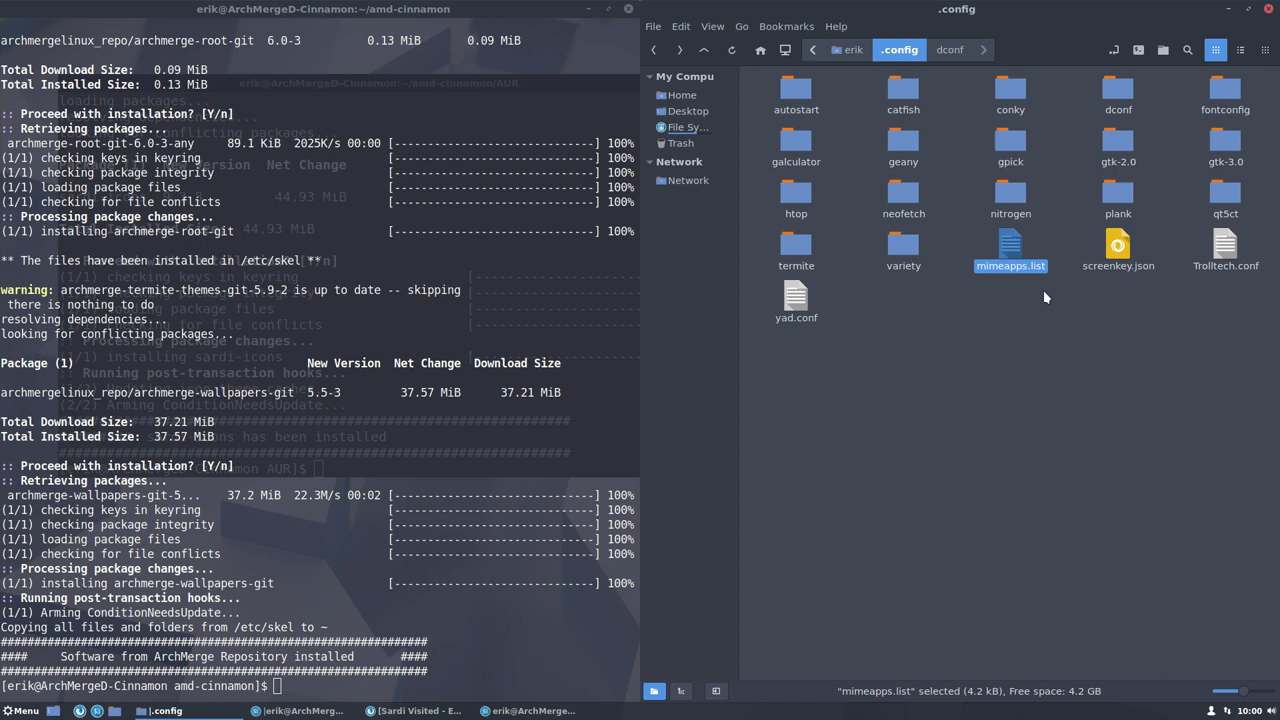 erik@ArchMergeD-Cinnamon:~/amd-cinnamon
archmergelinux_repo/archmerge-root-git  6.0-3               0.13 MiB       0.09 MiB
Total Download Size:   0.09 MiB
Total Installed Size:  0.13 MiB
:: Proceed with installation? [Y/n]
:: Retrieving packages...
 archmerge-root-git-6.0-3-any     89.1 KiB  2025K/s 00:00 [------------------------------] 100%
(1/1) checking keys in keyring                            [------------------------------] 100%
(1/1) checking package integrity                          [------------------------------] 100%
(1/1) loading package files                               [------------------------------] 100%
(1/1) checking for file conflicts                         [------------------------------] 100%
:: Processing package changes...
(1/1) installing archmerge-root-git                       [------------------------------] 100%
** The files have been installed in /etc/skel **
warning: archmerge-termite-themes-git-5.9-2 is up to date -- skipping
 there is nothing to do
resolving dependencies...
looking for conflicting packages...
Package (1)                                   New Version  Net Change  Download Size
archmergelinux_repo/archmerge-wallpapers-git  5.5-3         37.57 MiB      37.21 MiB
Total Download Size:   37.21 MiB
Total Installed Size:  37.57 MiB
:: Proceed with installation? [Y/n]
:: Retrieving packages...
 archmerge-wallpapers-git-5...    37.2 MiB  22.3M/s 00:02 [------------------------------] 100%
(1/1) checking keys in keyring                            [------------------------------] 100%
(1/1) checking package integrity                          [------------------------------] 100%
(1/1) loading package files                               [------------------------------] 100%
(1/1) checking for file conflicts                         [------------------------------] 100%
:: Processing package changes...
(1/1) installing archmerge-wallpapers-git                 [------------------------------] 100%
:: Running post-transaction hooks...
(1/1) Arming ConditionNeedsUpdate...
Copying all files and folders from /etc/skel to ~
################################################################
####      Software from ArchMerge Repository installed       ####
################################################################
[erik@ArchMergeD-Cinnamon amd-cinnamon]$
.config
File Edit View Go Bookmarks Help
erik .config dconf
My Compu
Home
Desktop
File Sy...
Trash
Network
Network
autostart catfish conky dconf fontconfig
galculator geany gpick gtk-2.0 gtk-3.0
htop neofetch nitrogen plank qt5ct
termite variety mimeapps.list screenkey.json Trolltech.conf
yad.conf
"mimeapps.list" selected (4.2 kB), Free space: 4.2 GB
Menu .config |erik@ArchMerg... [Sardi Visited - E... erik@ArchMerge... 10:00